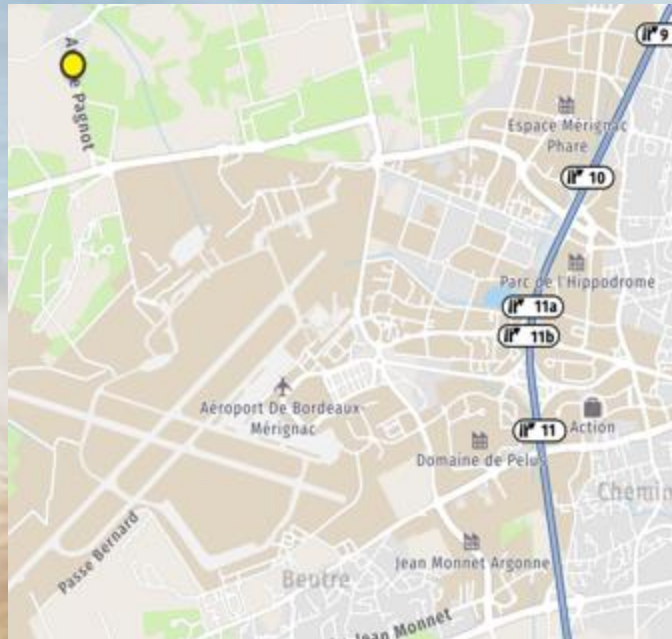 9
Espace Mérignac
Phare
10
Parc de l'Hippodrome
11a
11b
Aéroport De Bordeaux-
Mérignac
11
Action
Domaine de Pelus
Chemin
Passe Bernard
Jean Monnet Argonne
Beutre
Jean Monnet
Pagnot